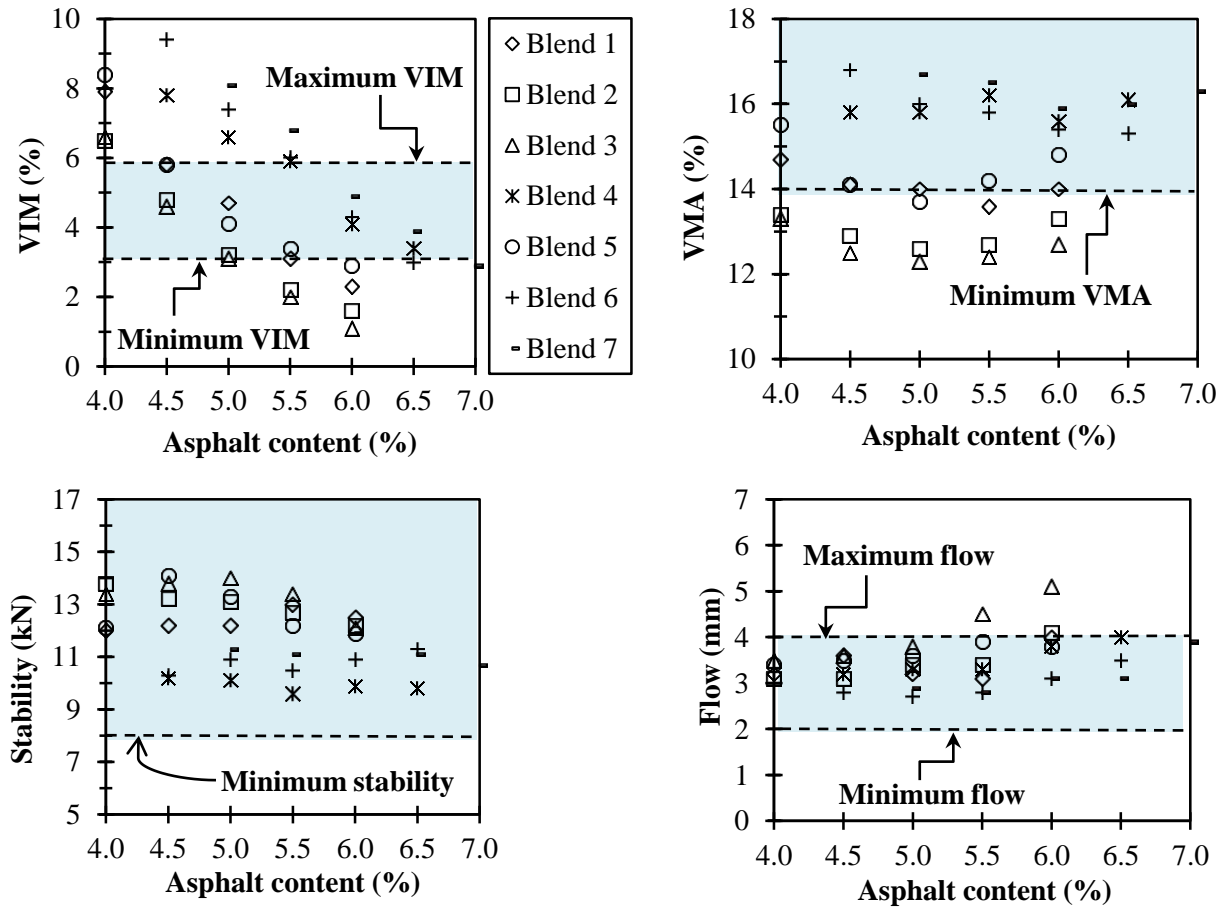 10%
8%
6%
4%
2%
0%
VIM (%)
4.0 4.5 5.0 5.5 6.0 6.5 7.0
Asphalt content (%)
Maximum VIM
Minimum VIM
Blend 1
Blend 2
Blend 3
Blend 4
Blend 5
Blend 6
Blend 7
18%
16%
14%
12%
10%
VMA (%)
4.0 4.5 5.0 5.5 6.0 6.5 7.0
Asphalt content (%)
Minimum VMA
17
15
13
11
9
7
5
Stability (kN)
4.0 4.5 5.0 5.5 6.0 6.5 7.0
Asphalt content (%)
Minimum stability
7
6
5
4
3
2
1
0
Flow (mm)
4.0 4.5 5.0 5.5 6.0 6.5 7.0
Asphalt content (%)
Maximum flow
Minimum flow